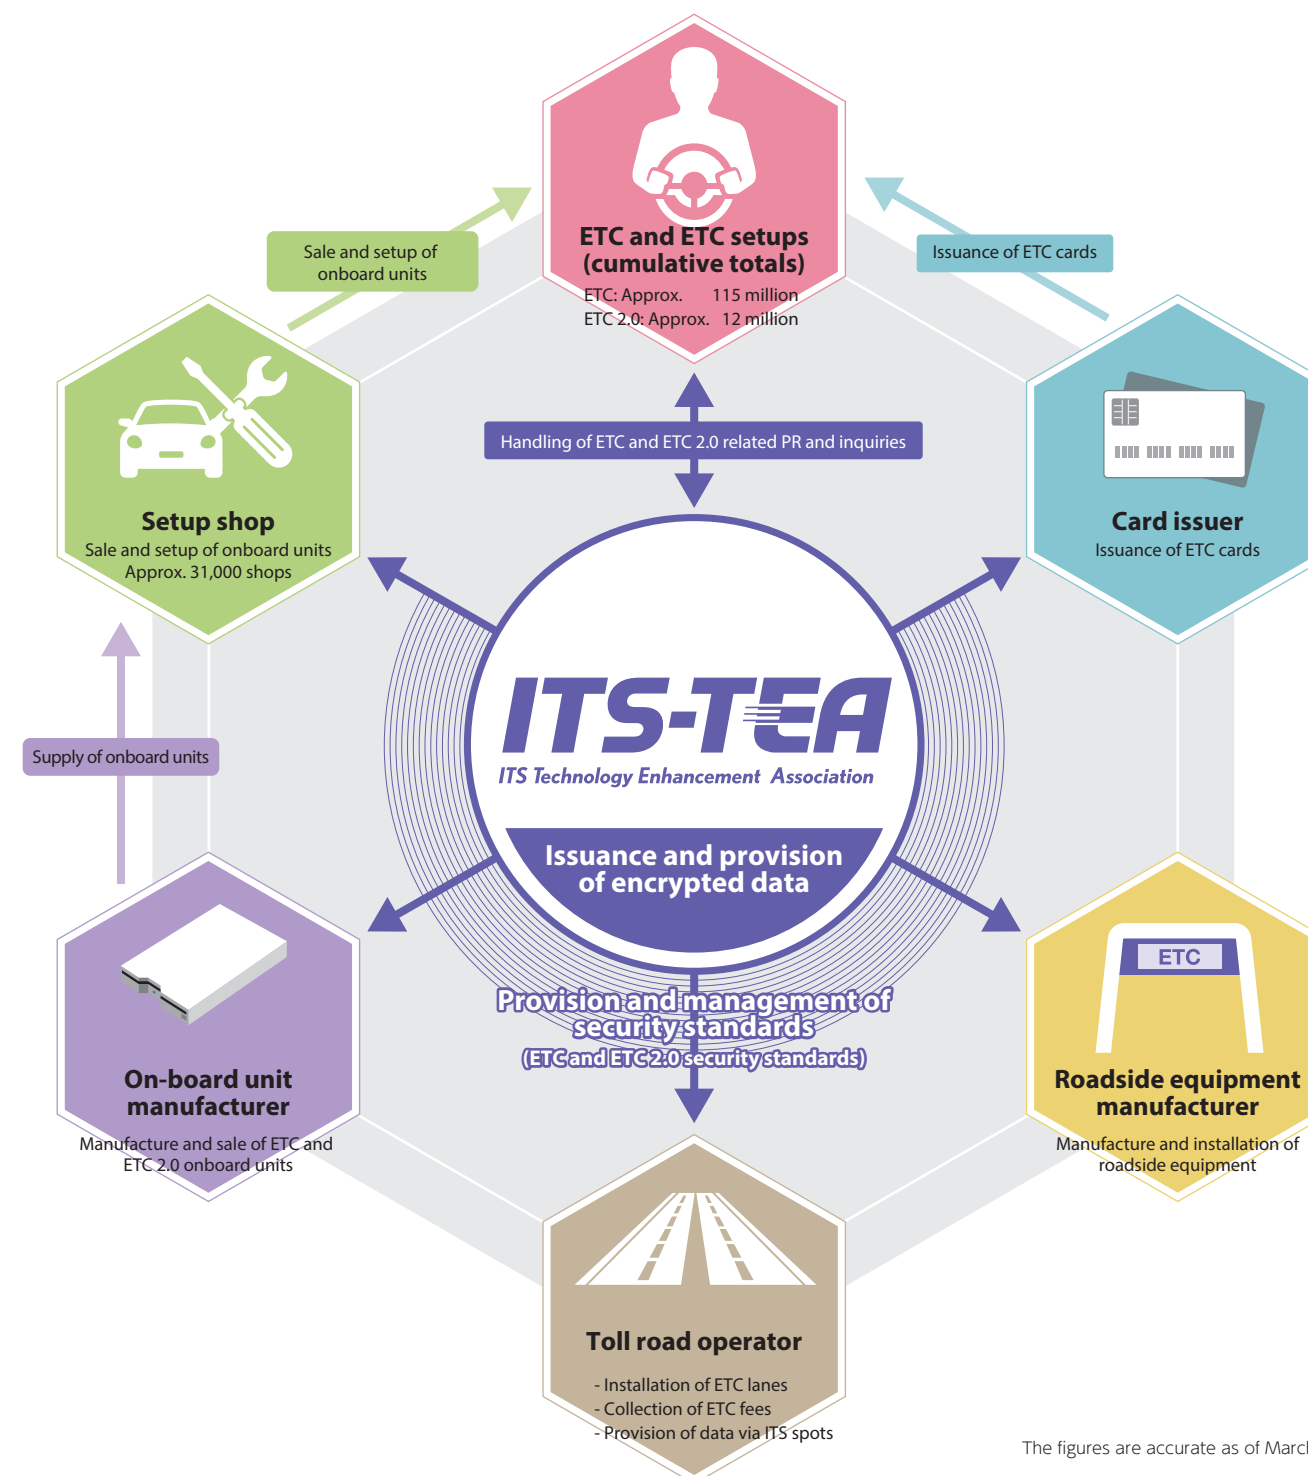 ETC and ETC setups
(cumulative totals)
ETC: Approx. 115 million
ETC 2.0: Approx. 12 million
Sale and setup of
onboard units
Issuance of ETC cards
Handling of ETC and ETC 2.0 related PR and inquiries
Setup shop
Sale and setup of onboard units
Approx. 31,000 shops
Card issuer
Issuance of ETC cards
ITS-TEA
ITS Technology Enhancement Association
Issuance and provision
of encrypted data
Supply of onboard units
Provision and management of
security standards
(ETC and ETC 2.0 security standards)
On-board unit
manufacturer
Manufacture and sale of ETC and
ETC 2.0 onboard units
ETC
Roadside equipment
manufacturer
Manufacture and installation of
roadside equipment
Toll road operator
- Installation of ETC lanes
- Collection of ETC fees
- Provision of data via ITS spots
The figures are accurate as of March